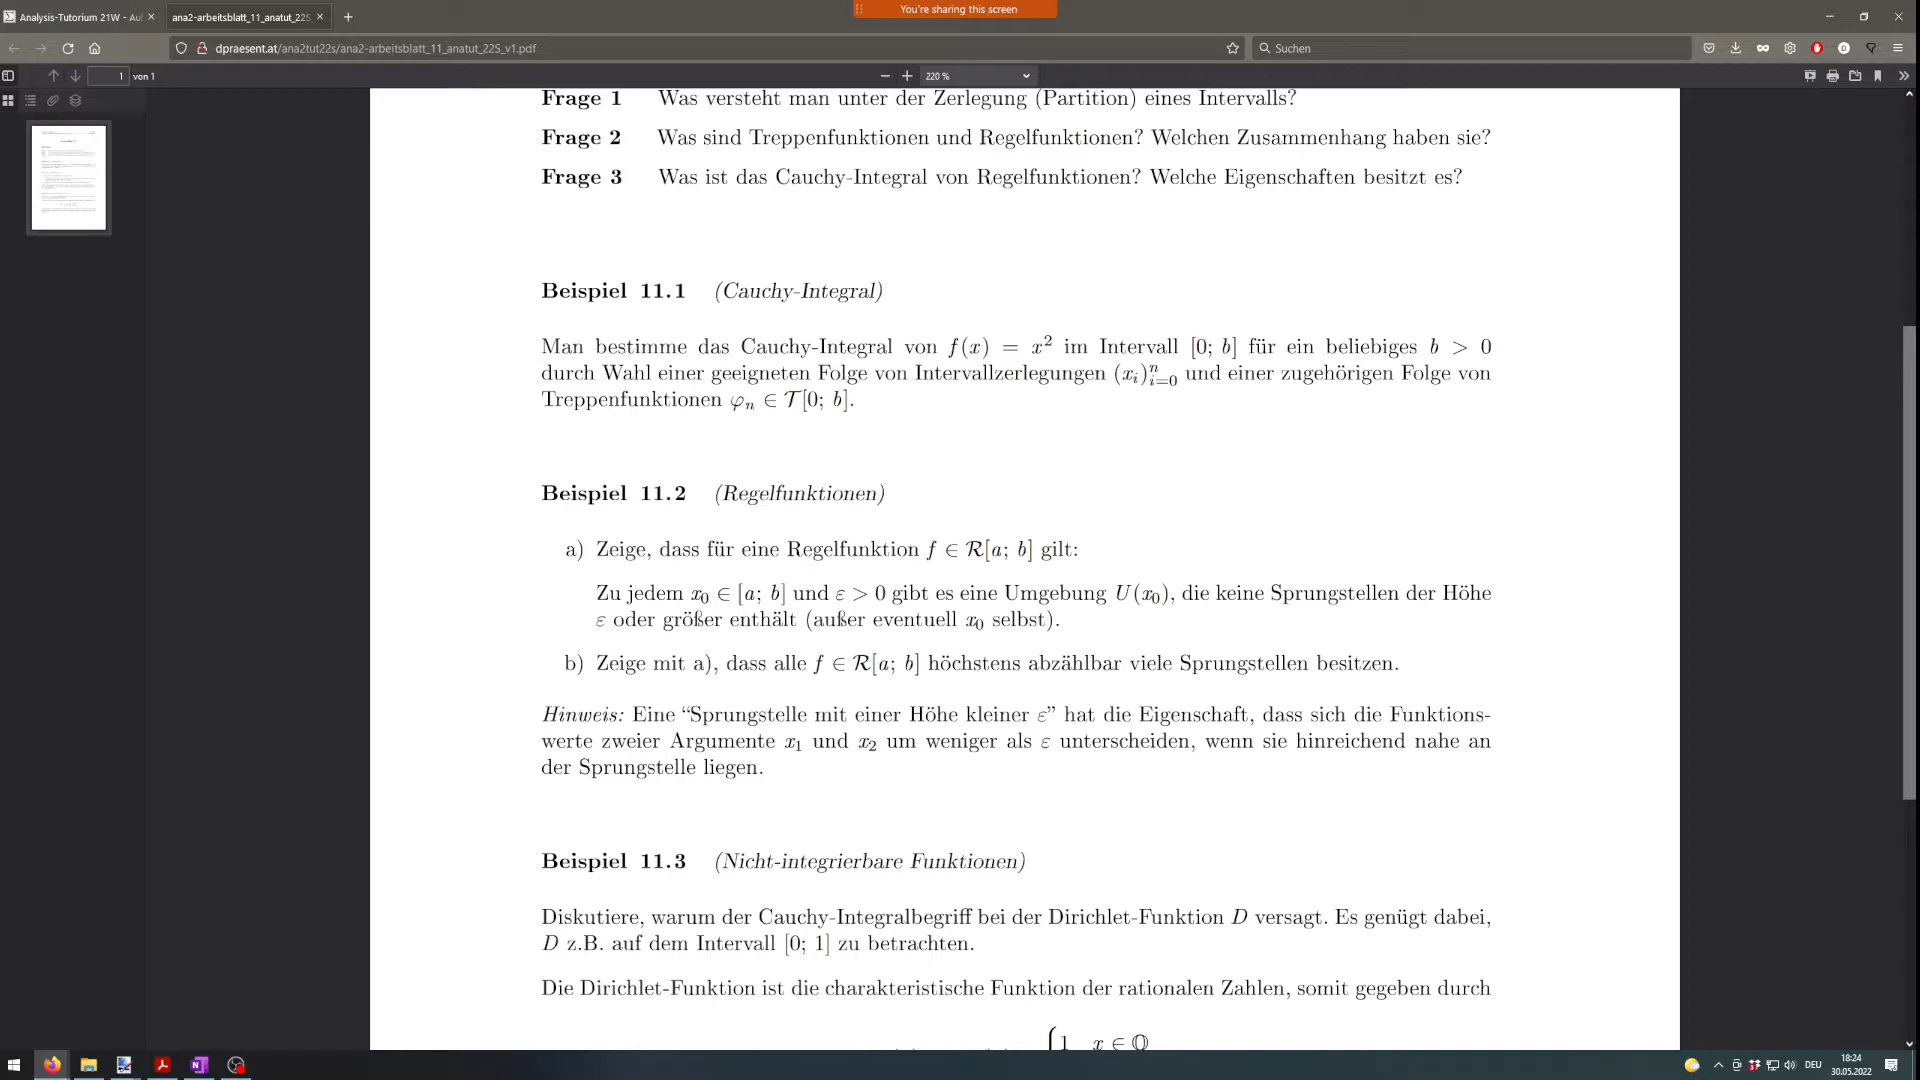 Analysis-Tutorium 21W - Au
ana2-arbeitsblatt_11_anatut_22S
You're sharing this screen
dpraesent.at/ana2tut22s/ana2-arbeitsblatt_11_anatut_22S_v1.pdf
Suchen
1 von 1
220 %
Frage 1 Was versteht man unter der Zerlegung (Partition) eines Intervalls?
Frage 2 Was sind Treppenfunktionen und Regelfunktionen? Welchen Zusammenhang haben sie?
Frage 3 Was ist das Cauchy-Integral von Regelfunktionen? Welche Eigenschaften besitzt es?
Beispiel 11.1 (Cauchy-Integral)
Man bestimme das Cauchy-Integral von f(x) = x² im Intervall [0; b] für ein beliebiges b > 0
durch Wahl einer geeigneten Folge von Intervallzerlegungen (xᵢ)ⁿᵢ₌₀ und einer zugehörigen Folge von
Treppenfunktionen φₙ ∈ 𝒯[0; b].
Beispiel 11.2 (Regelfunktionen)
a) Zeige, dass für eine Regelfunktion f ∈ ℛ[a; b] gilt:
Zu jedem x₀ ∈ [a; b] und ε > 0 gibt es eine Umgebung U(x₀), die keine Sprungstellen der Höhe
ε oder größer enthält (außer eventuell x₀ selbst).
b) Zeige mit a), dass alle f ∈ ℛ[a; b] höchstens abzählbar viele Sprungstellen besitzen.
Hinweis: Eine “Sprungstelle mit einer Höhe kleiner ε” hat die Eigenschaft, dass sich die Funktions-
werte zweier Argumente x₁ und x₂ um weniger als ε unterscheiden, wenn sie hinreichend nahe an
der Sprungstelle liegen.
Beispiel 11.3 (Nicht-integrierbare Funktionen)
Diskutiere, warum der Cauchy-Integralbegriff bei der Dirichlet-Funktion D versagt. Es genügt dabei,
D z.B. auf dem Intervall [0; 1] zu betrachten.
Die Dirichlet-Funktion ist die charakteristische Funktion der rationalen Zahlen, somit gegeben durch
1 x ∈ ℚ
DEU
18:24
30.05.2022